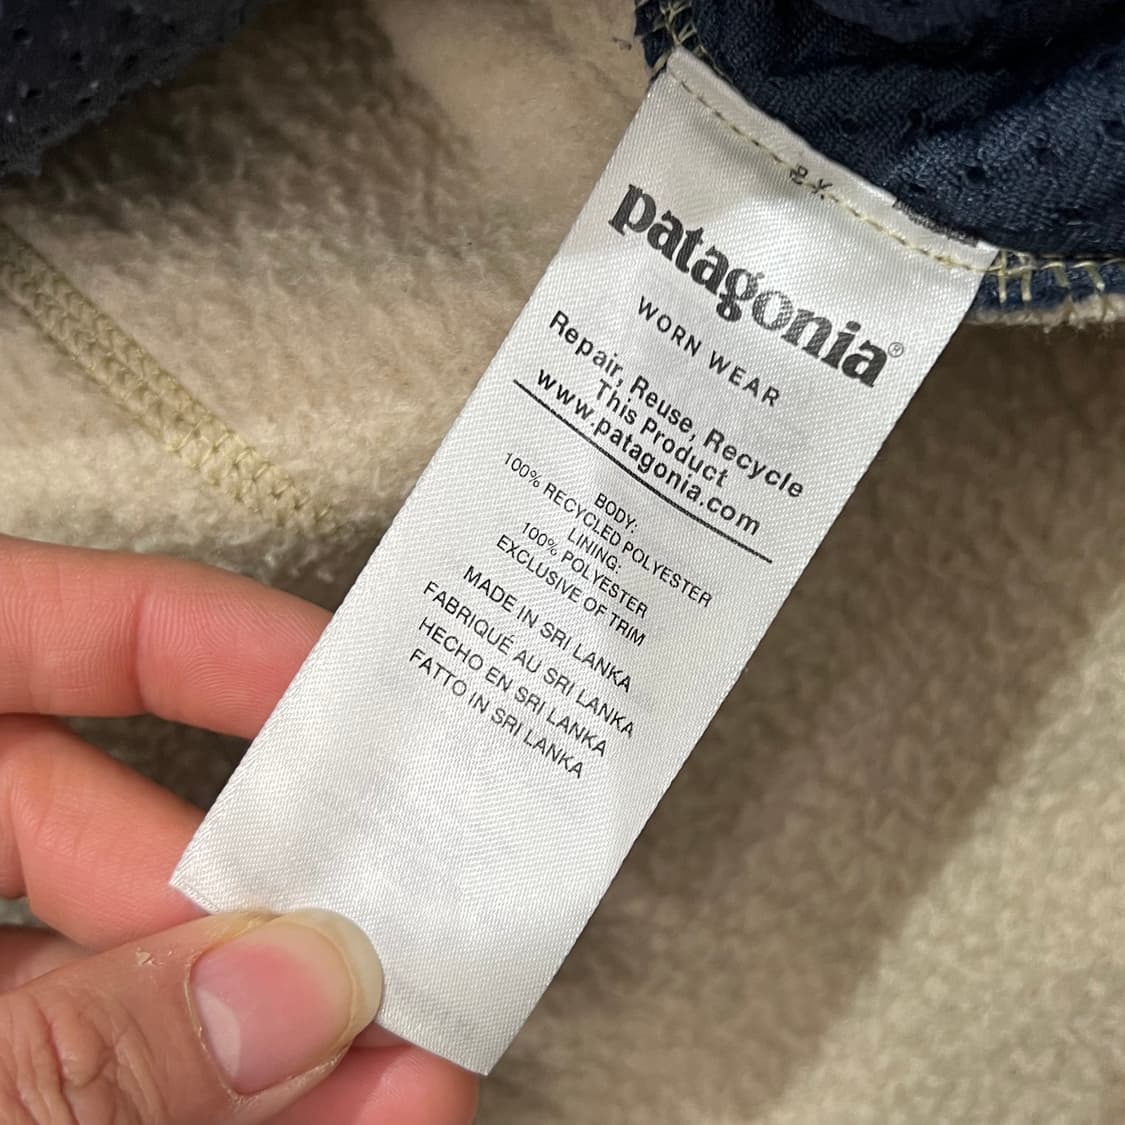 patagonia®
WORN WEAR
Repair, Reuse, Recycle
This Product
www.patagonia.com
BODY:
100% RECYCLED POLYESTER
LINING:
100% POLYESTER
EXCLUSIVE OF TRIM
MADE IN SRI LANKA
FABRIQUÉ AU SRI LANKA
HECHO EN SRI LANKA
FATTO IN SRI LANKA